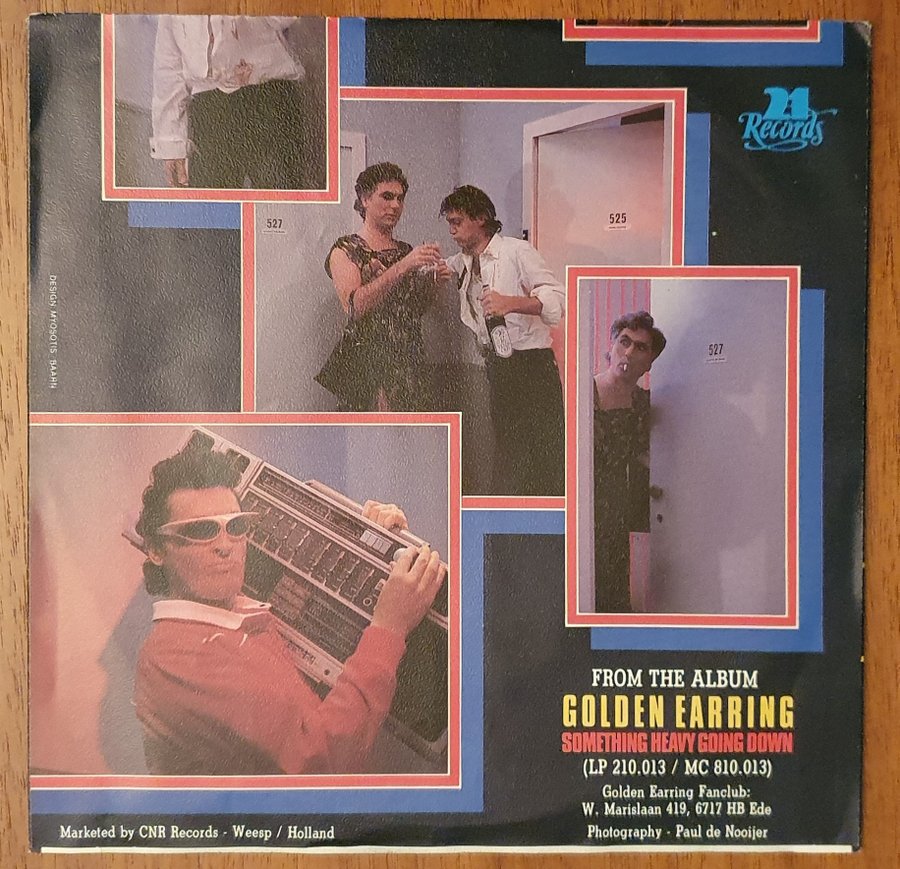 21
Records
527
525
527
DESIGN MYOSOTIS BAARN
FROM THE ALBUM
GOLDEN EARRING
SOMETHING HEAVY GOING DOWN
(LP 210.013 / MC 810.013)
Golden Earring Fanclub:
W. Marislaan 419, 6717 HB Ede
Photography - Paul de Nooijer
Marketed by CNR Records - Weesp / Holland